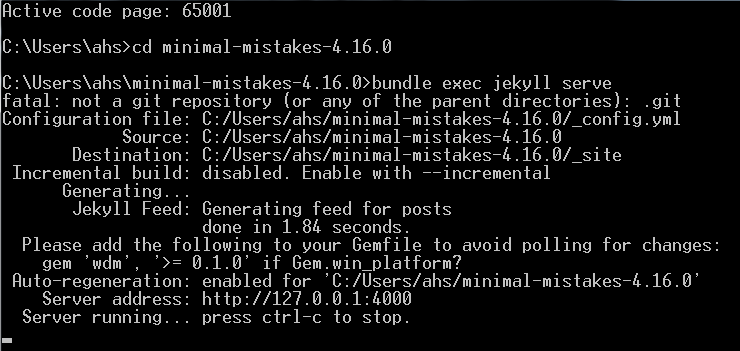 Active code page: 65001
C:\Users\ahs>cd minimal-mistakes-4.16.0
C:\Users\ahs\minimal-mistakes-4.16.0>bundle exec jekyll serve
fatal: not a git repository (or any of the parent directories): .git
Configuration file: C:/Users/ahs/minimal-mistakes-4.16.0/_config.yml
Source: C:/Users/ahs/minimal-mistakes-4.16.0
Destination: C:/Users/ahs/minimal-mistakes-4.16.0/_site
Incremental build: disabled. Enable with --incremental
Generating...
Jekyll Feed: Generating feed for posts
done in 1.84 seconds.
Please add the following to your Gemfile to avoid polling for changes:
gem 'wdm', '>= 0.1.0' if Gem.win_platform?
Auto-regeneration: enabled for 'C:/Users/ahs/minimal-mistakes-4.16.0'
Server address: http://127.0.0.1:4000
Server running... press ctrl-c to stop.